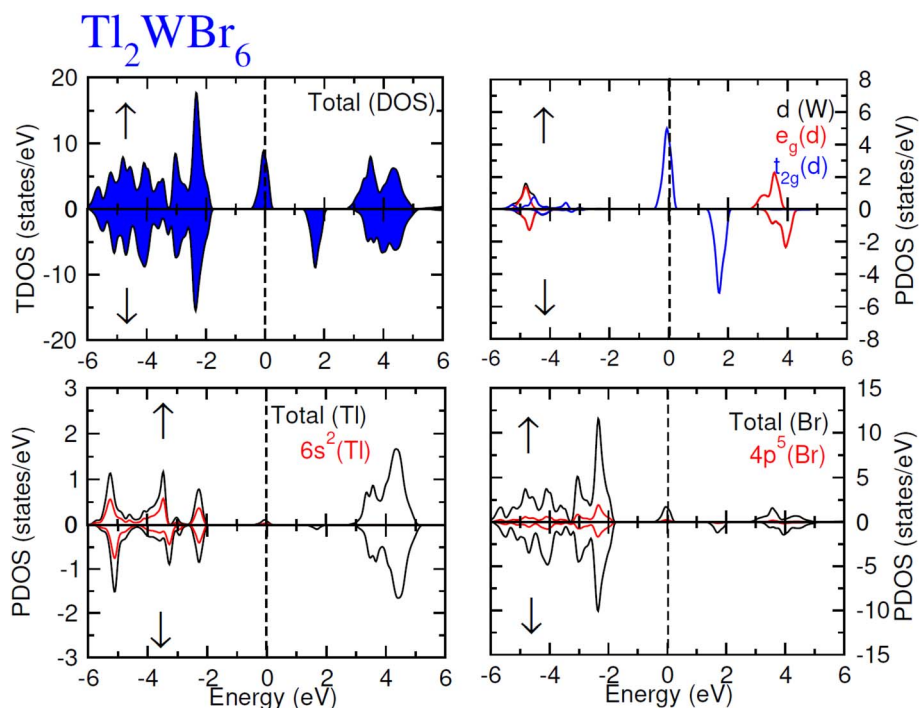 Tl2WBr6
20
10
0
-10
-20
TDOS (states/eV)
Total (DOS)
↑
↓
-6 -4 -2 0 2 4 6
8
6
4
2
0
-2
-4
-6
-8
PDOS (states/eV)
d (W)
eg(d)
t2g(d)
↑
↓
-6 -4 -2 0 2 4 6
3
2
1
0
-1
-2
-3
PDOS (states/eV)
Total (Tl)
6s2(Tl)
↑
↓
-6 -4 -2 0 2 4 6
Energy (eV)
15
10
5
0
-5
-10
-15
PDOS (states/eV)
Total (Br)
4p5(Br)
↑
↓
-6 -4 -2 0 2 4 6
Energy (eV)